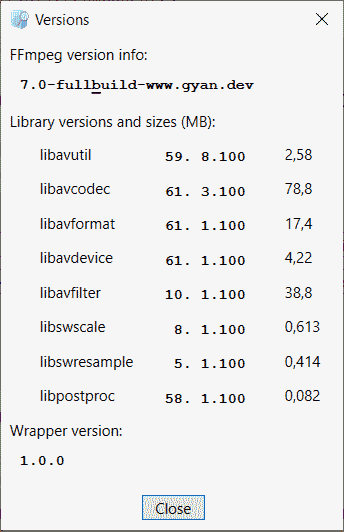 Versions
FFmpeg version info:
7.0-fullbuild-www.gyan.dev
Library versions and sizes (MB):
libavutil 59. 8.100 2,58
libavcodec 61. 3.100 78,8
libavformat 61. 1.100 17,4
libavdevice 61. 1.100 4,22
libavfilter 10. 1.100 38,8
libswscale 8. 1.100 0,613
libswresample 5. 1.100 0,414
libpostproc 58. 1.100 0,082
Wrapper version:
1.0.0
Close